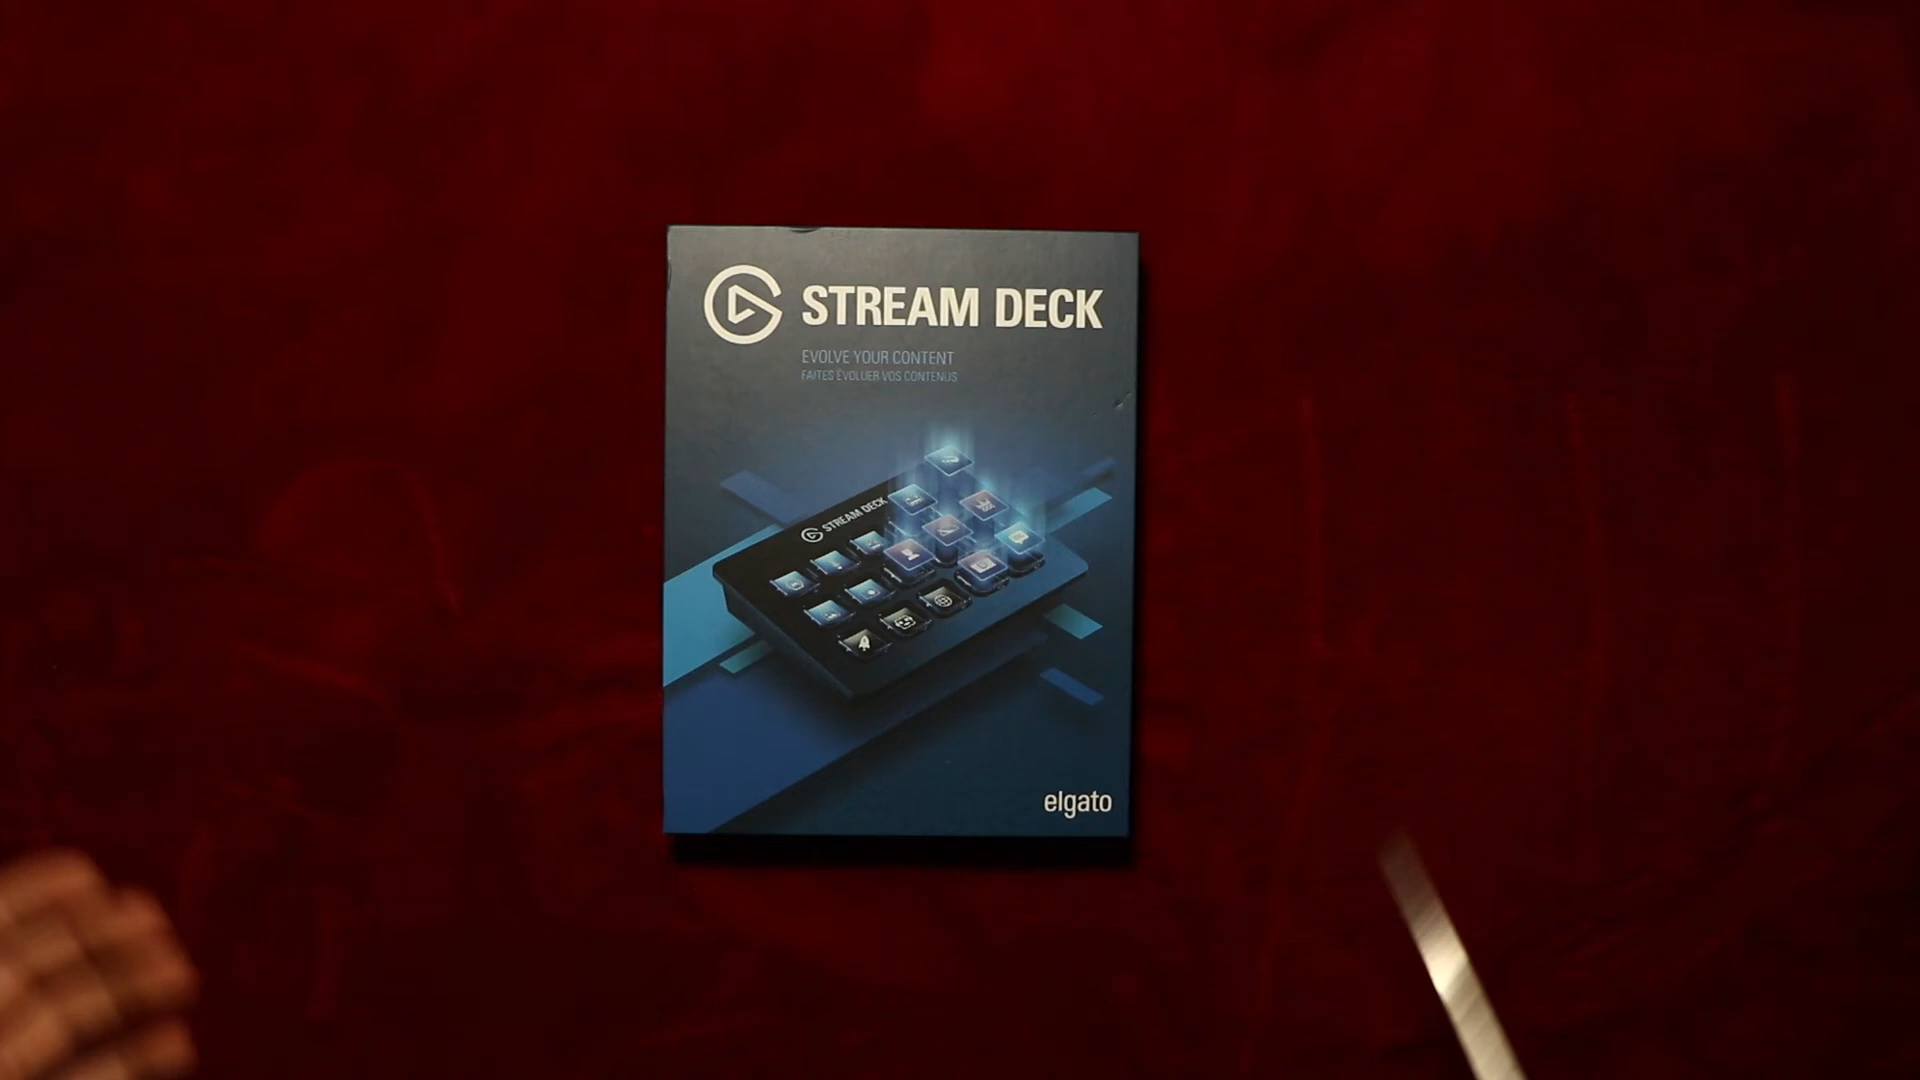 STREAM DECK
EVOLVE YOUR CONTENT
FAITES ÉVOLUER VOS CONTENUS
STREAM DECK
elgato